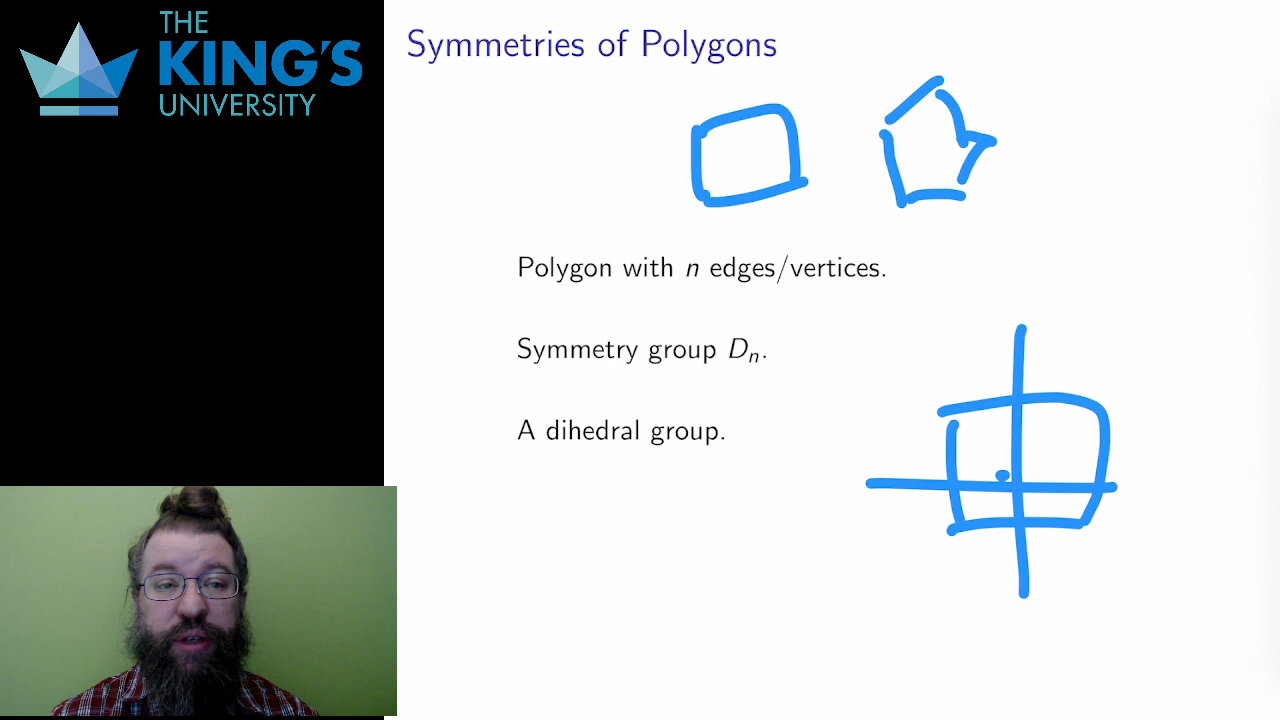 THE
KING'S
UNIVERSITY
Symmetries of Polygons
Polygon with n edges/vertices.
Symmetry group Dₙ.
A dihedral group.